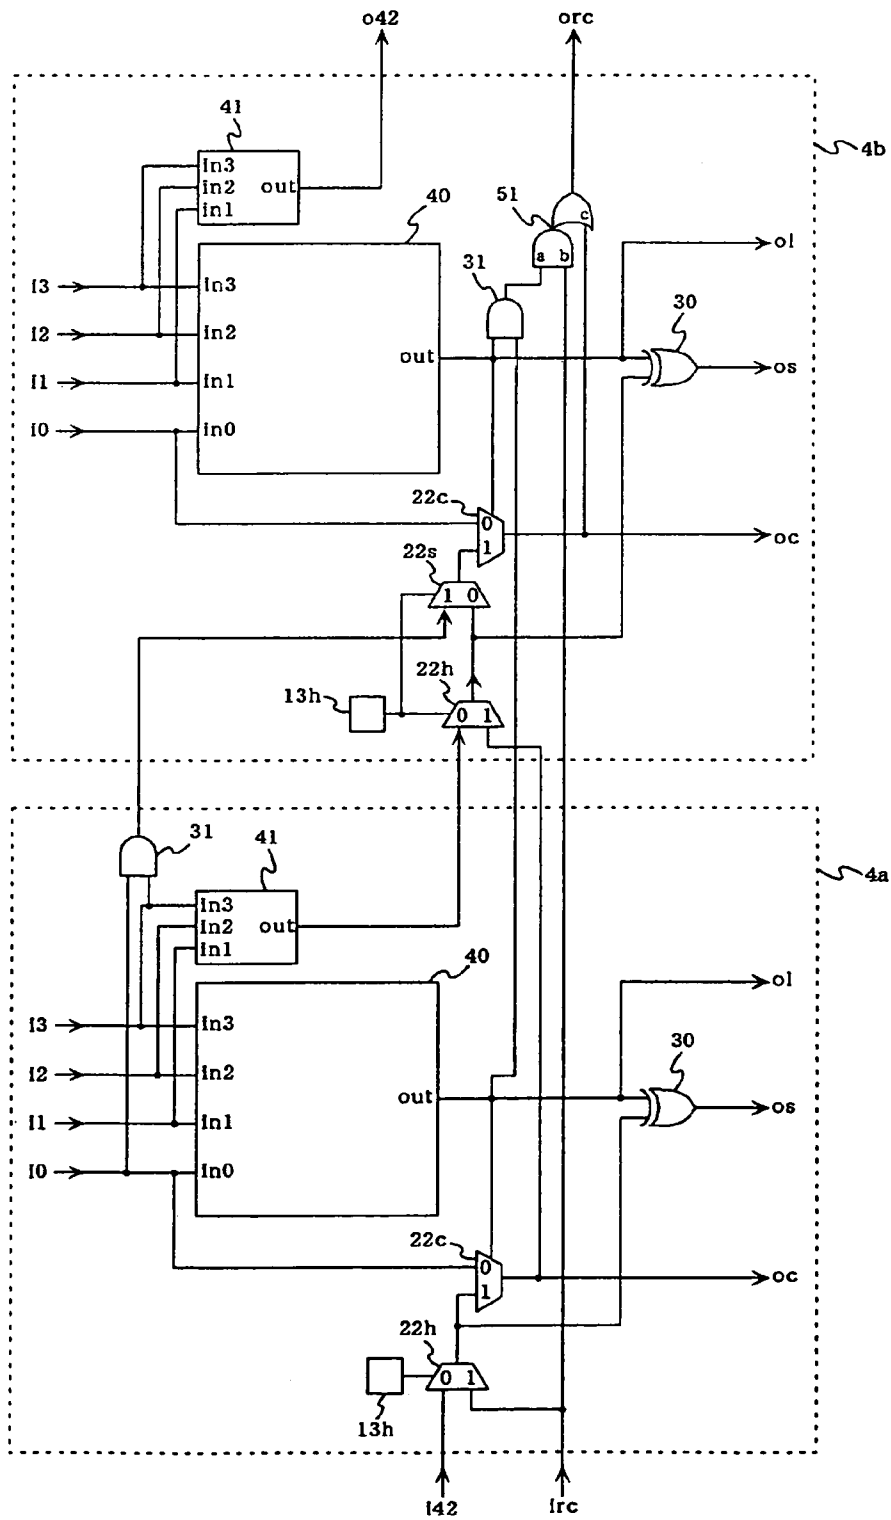 o42
orc
41
in3
in2
in1
out
4b
51
c
a b
40
31
i3
in3
ol
i2
in2
30
out
os
i1
in1
i0
in0
22c
0
1
oc
22s
1 0
22h
13h
0 1
31
41
4a
in3
in2
in1
out
40
i3
in3
ol
i2
in2
30
out
os
i1
in1
i0
in0
22c
0
1
oc
22h
0 1
13h
i42
irc